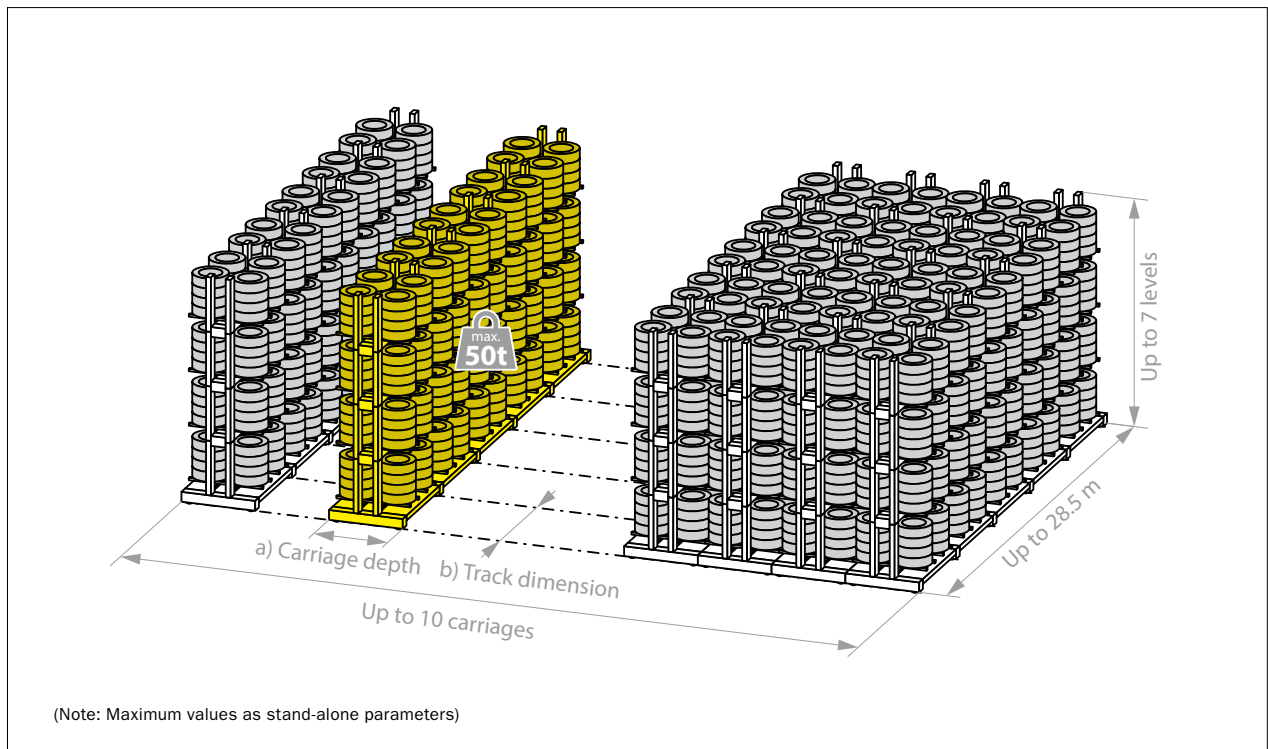 max.
50t
Up to 7 levels
Up to 28.5 m
a) Carriage depth
b) Track dimension
Up to 10 carriages
(Note: Maximum values as stand-alone parameters)